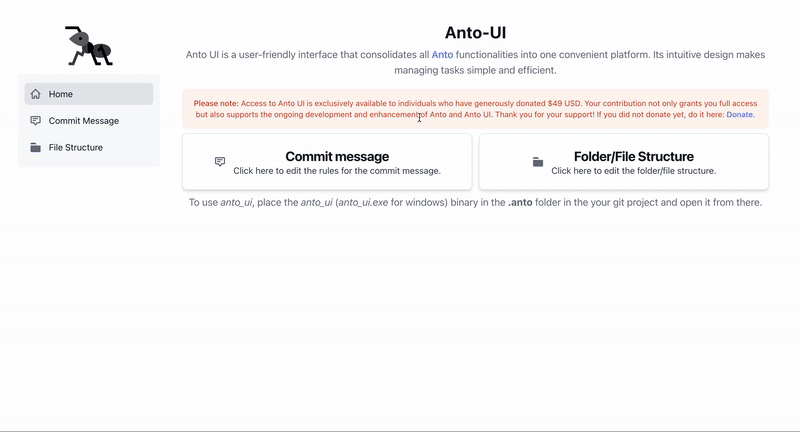 Anto-UI
Anto UI is a user-friendly interface that consolidates all Anto functionalities into one convenient platform. Its intuitive design makes
managing tasks simple and efficient.
Home
Commit Message
File Structure
Please note: Access to Anto UI is exclusively available to individuals who have generously donated $49 USD. Your contribution not only grants you full access
but also supports the ongoing development and enhancement of Anto and Anto UI. Thank you for your support! If you did not donate yet, do it here: Donate.
Commit message
Click here to edit the rules for the commit message.
Folder/File Structure
Click here to edit the folder/file structure.
To use anto_ui, place the anto_ui (anto_ui.exe for windows) binary in the .anto folder in the your git project and open it from there.